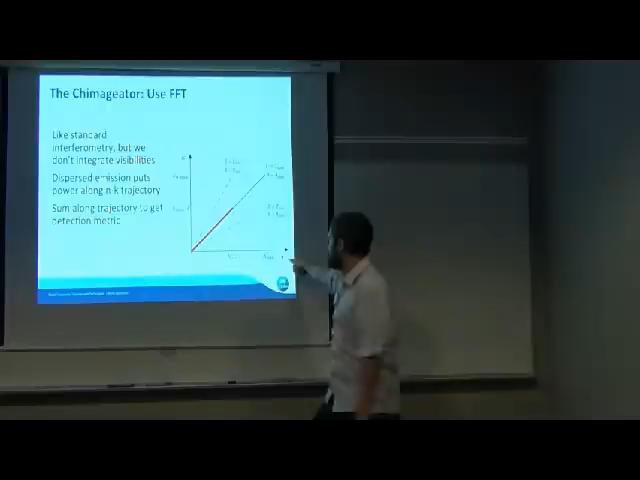 The Chimageator: Use FFT
Like standard
interferometry, but we
don't integrate visibilities
Dispersed emission puts
power along n-k trajectory
Sum along trajectory to get
detection metric